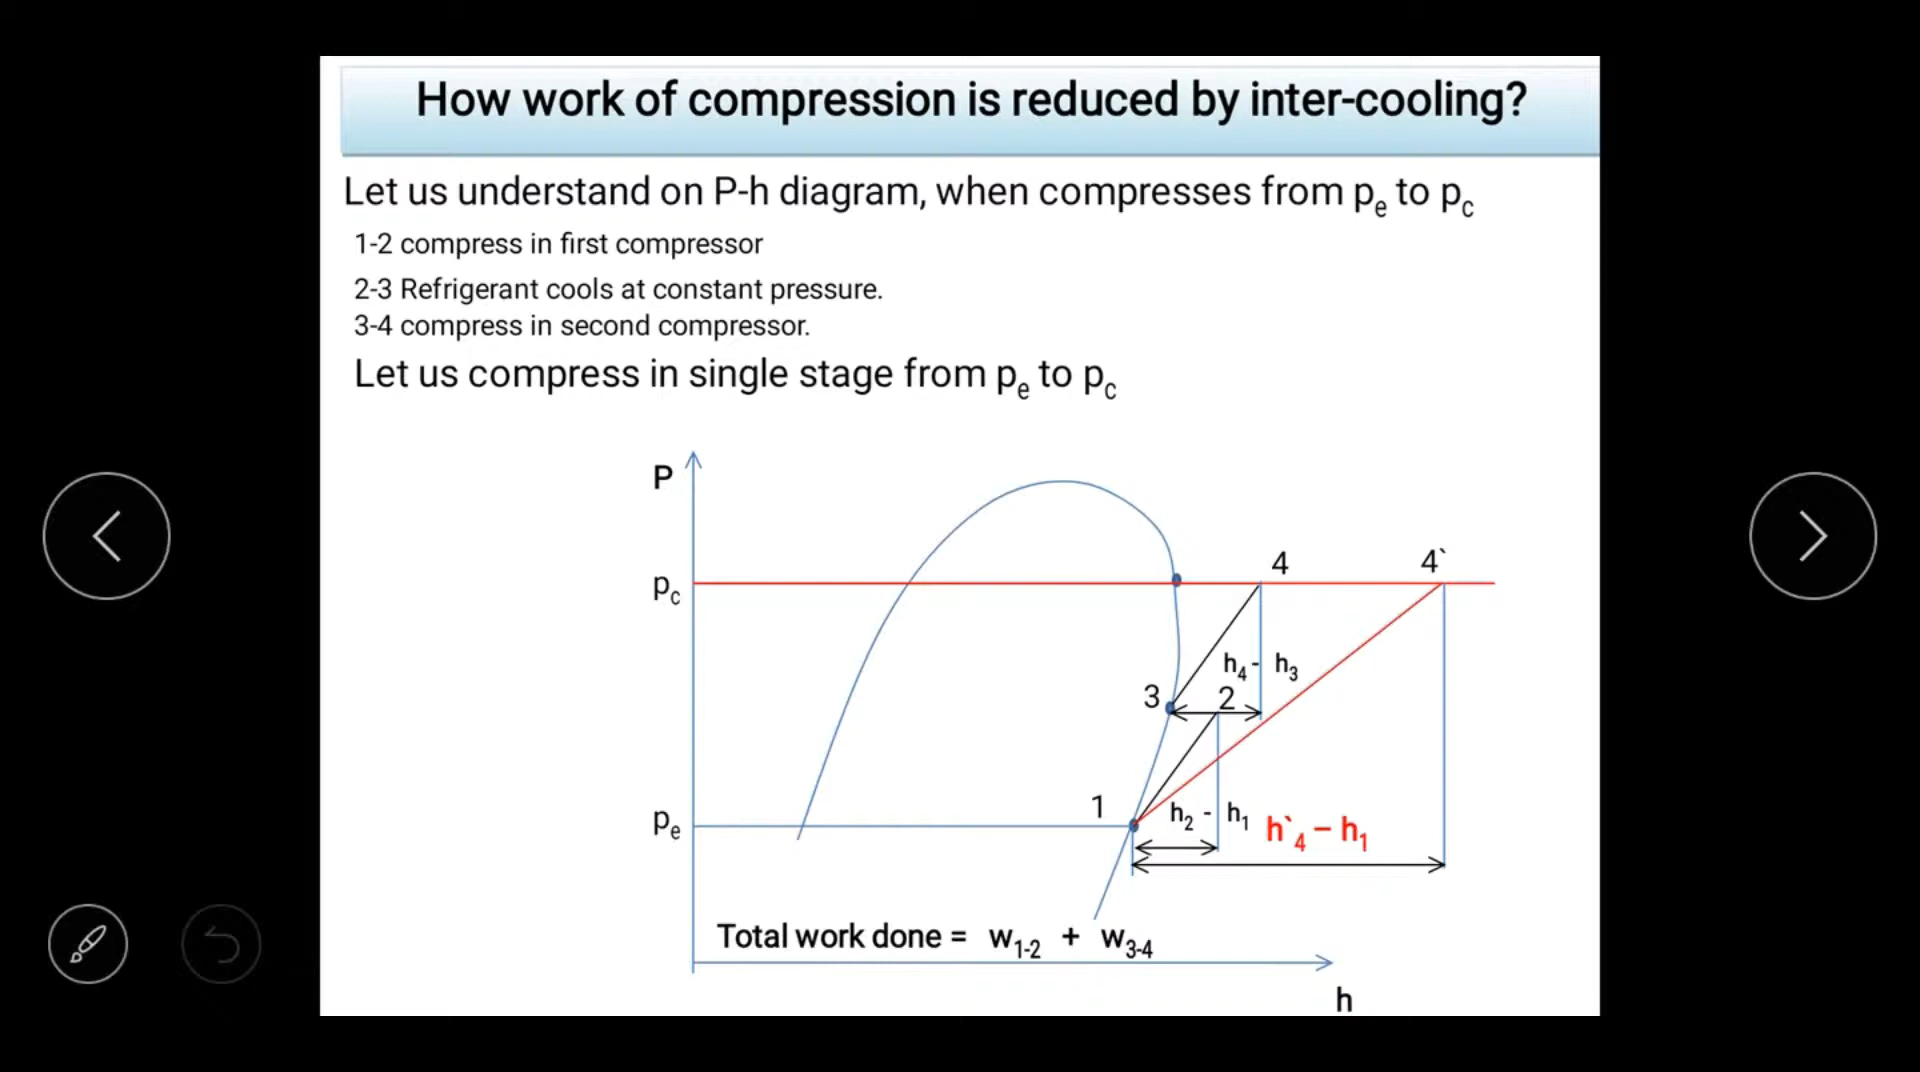 How work of compression is reduced by inter-cooling?
Let us understand on P-h diagram, when compresses from pe to pc
1-2 compress in first compressor
2-3 Refrigerant cools at constant pressure.
3-4 compress in second compressor.
Let us compress in single stage from pe to pc
P
4 4`
pc
h4 - h3
3 2
1
h2 - h1
h`4 – h1
pe
Total work done = w1-2 + w3-4
h